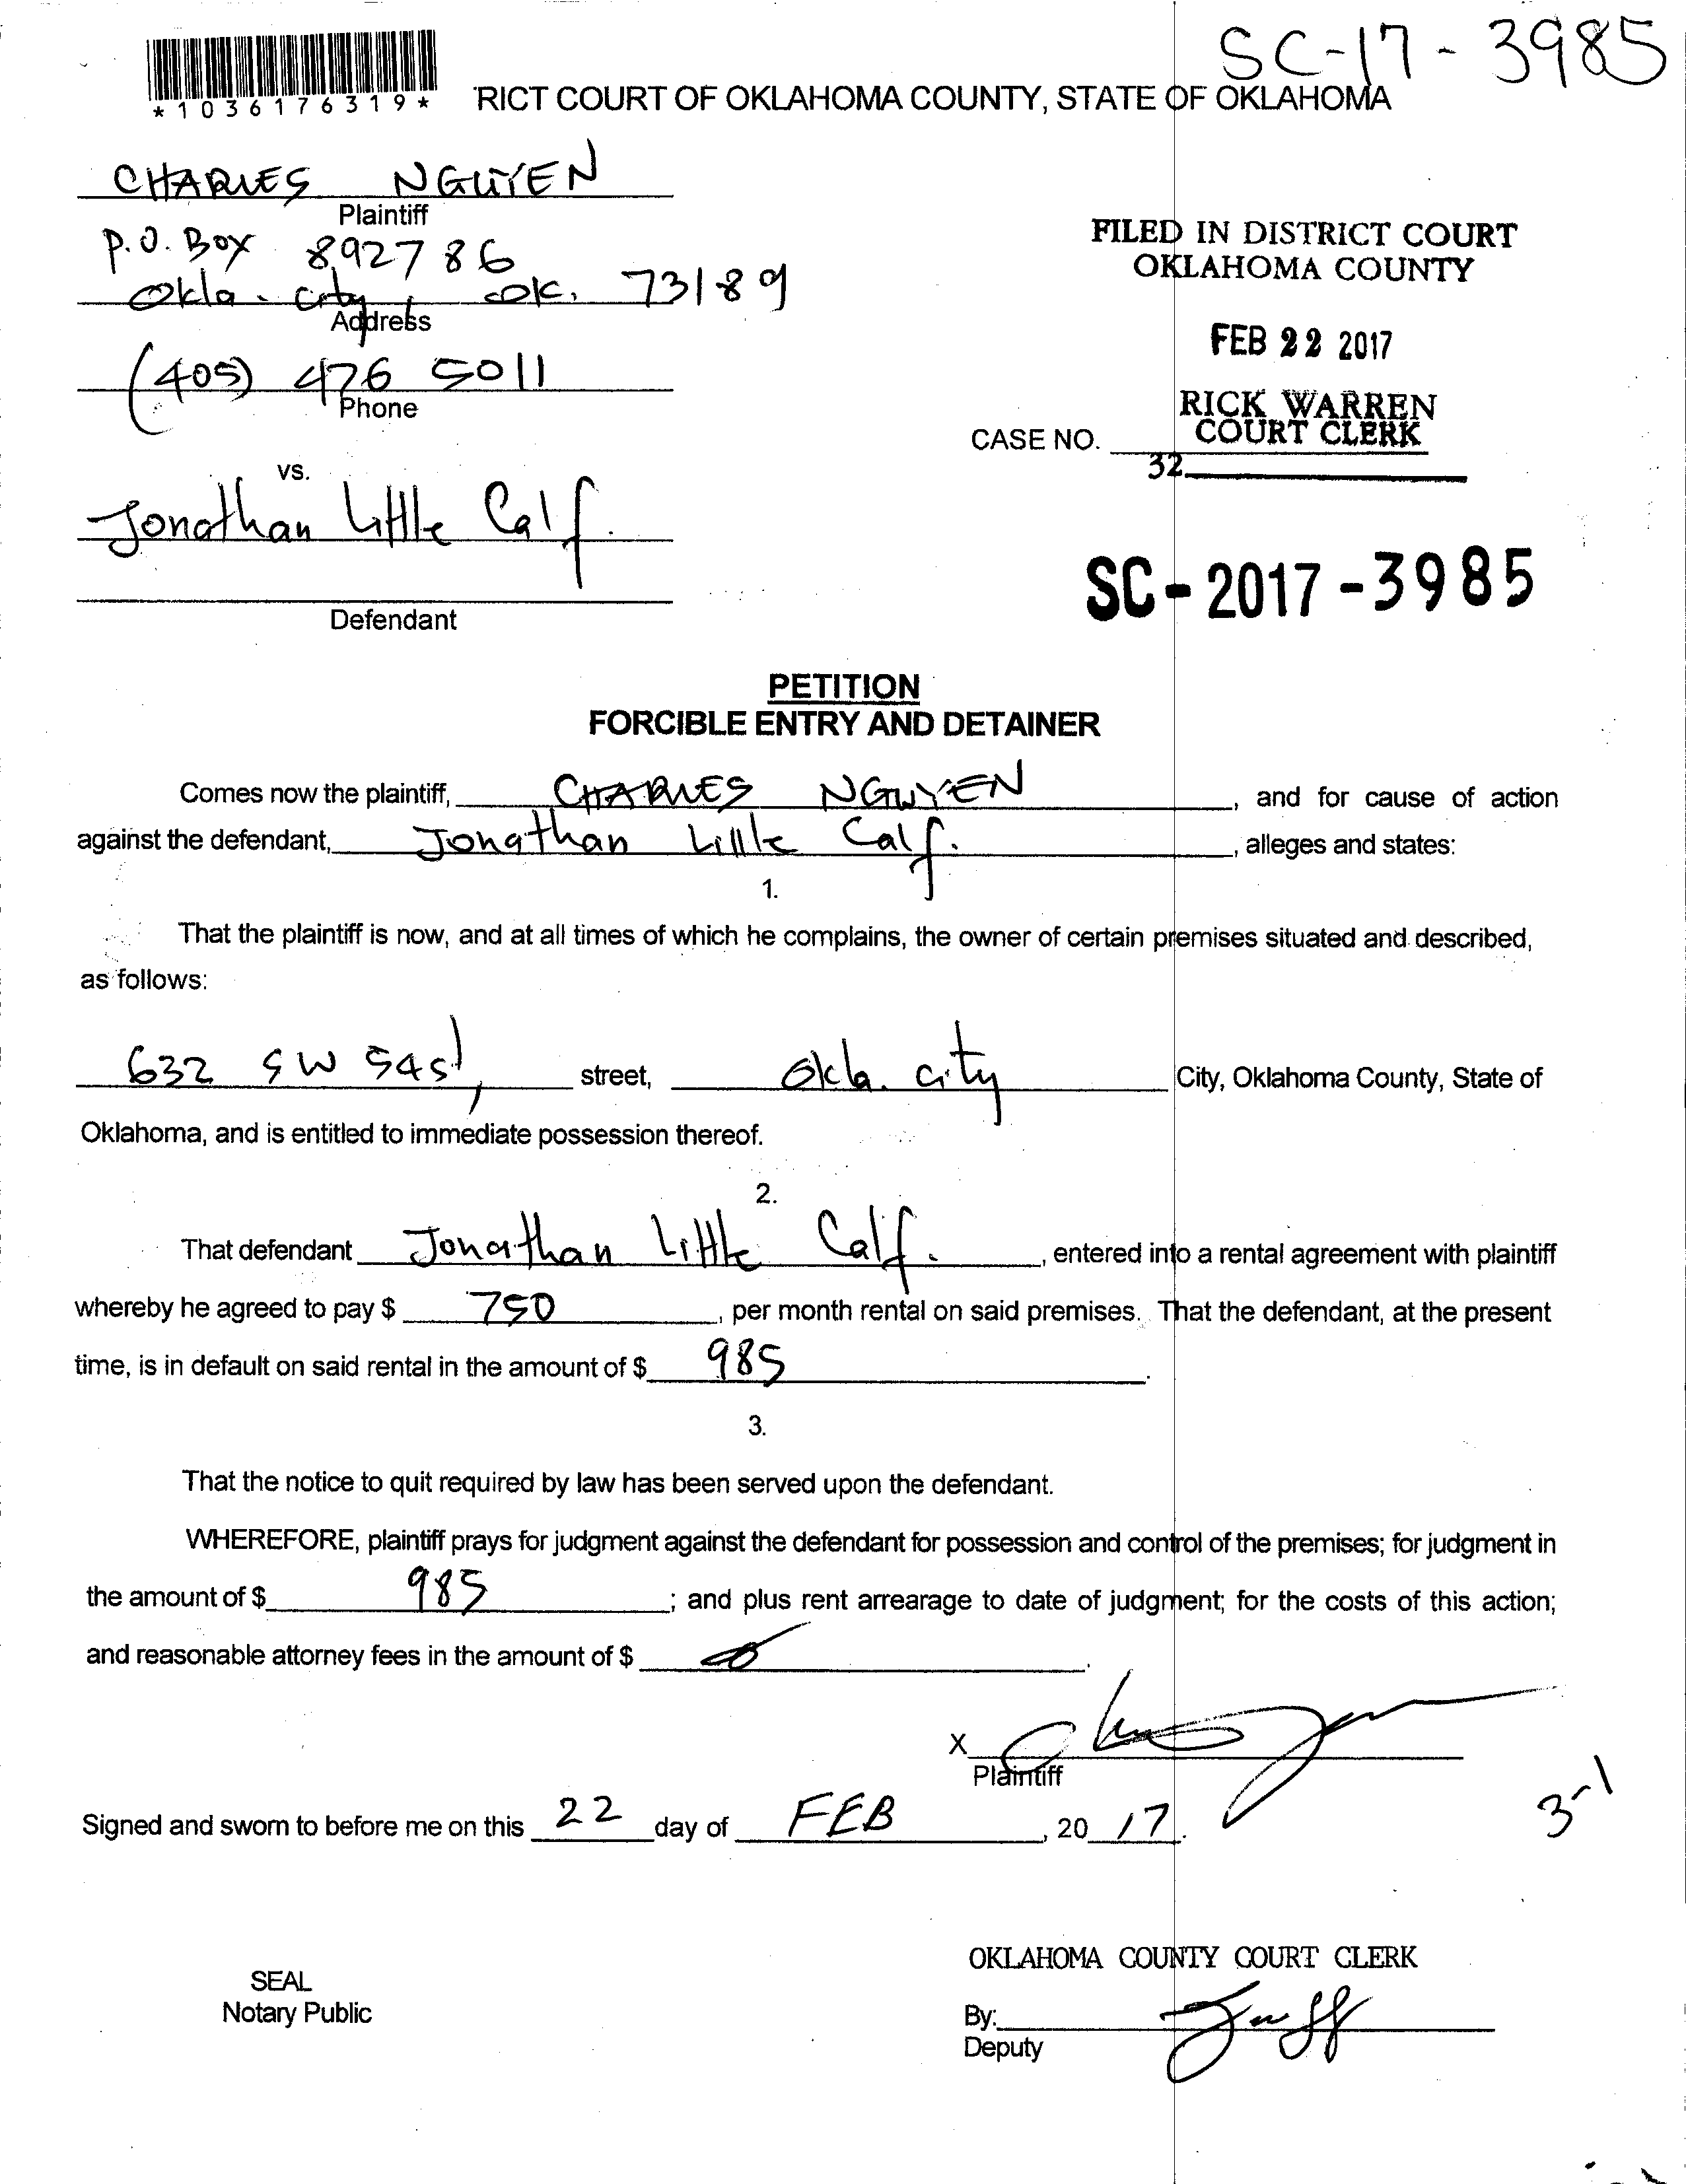 SC-17-3985
*1036176319*
'RICT COURT OF OKLAHOMA COUNTY, STATE OF OKLAHOMA
CHARLES NGUYEN
Plaintiff
P.O. Box 892786
Okla. city, OK. 73189
Address
(405) 476 5011
Phone
FILED IN DISTRICT COURT
OKLAHOMA COUNTY
FEB 22 2017
RICK WARREN
COURT CLERK
CASE NO.
32
vs.
Jonathan Little Calf.
Defendant
SC-2017-3985
PETITION
FORCIBLE ENTRY AND DETAINER
Comes now the plaintiff, CHARLES NGUYEN, and for cause of action
against the defendant, Jonathan Little Calf., alleges and states:
1.
That the plaintiff is now, and at all times of which he complains, the owner of certain premises situated and described,
as follows:
632 SW 54st, street, Okla. city City, Oklahoma County, State of
Oklahoma, and is entitled to immediate possession thereof.
2.
That defendant Jonathan Little Calf., entered into a rental agreement with plaintiff
whereby he agreed to pay $ 750, per month rental on said premises. That the defendant, at the present
time, is in default on said rental in the amount of $ 985.
3.
That the notice to quit required by law has been served upon the defendant.
WHEREFORE, plaintiff prays for judgment against the defendant for possession and control of the premises; for judgment in
the amount of $ 985; and plus rent arrearage to date of judgment; for the costs of this action;
and reasonable attorney fees in the amount of $ 0.
X
Plaintiff
3-1
Signed and sworn to before me on this 22 day of FEB, 20 17.
OKLAHOMA COUNTY COURT CLERK
SEAL
Notary Public
By:
Deputy